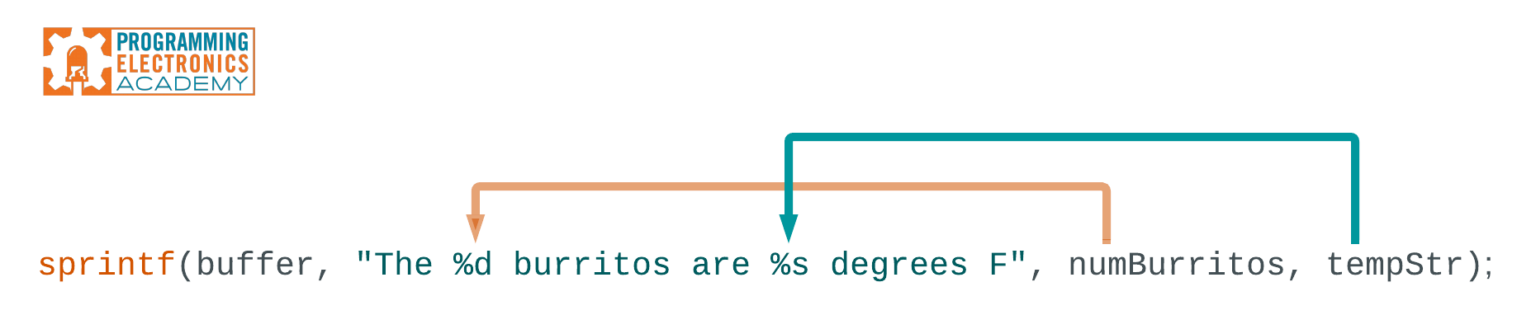 PROGRAMMING
ELECTRONICS
ACADEMY
sprintf(buffer, "The %d burritos are %s degrees F", numBurritos, tempStr);